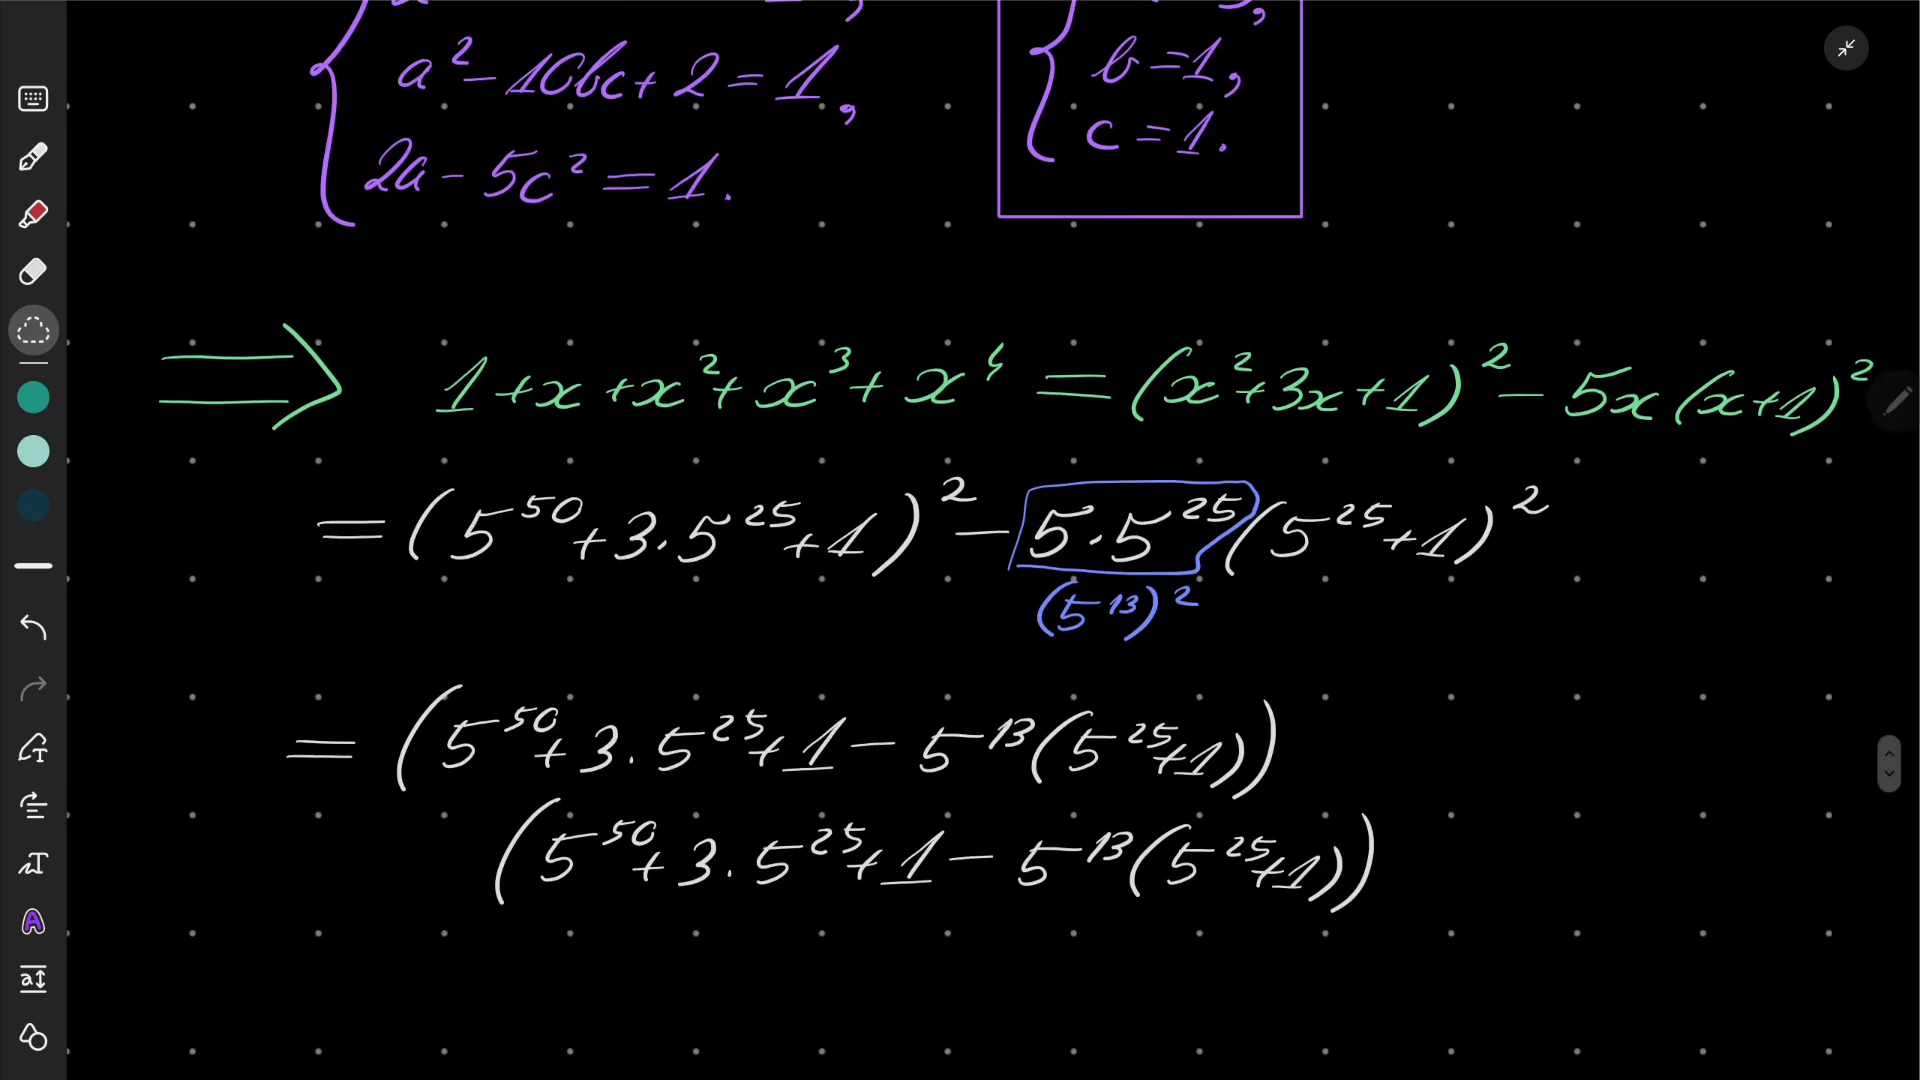 a² - 10bc + 2 = 1,
2a - 5c² = 1.
b = 1,
c = 1.
⟹ 1 + x + x² + x³ + x⁴ = (x² + 3x + 1)² - 5x(x+1)²
= (5⁵⁰ + 3·5²⁵ + 1)² - 5·5²⁵(5²⁵ + 1)²
(5¹³)²
= (5⁵⁰ + 3·5²⁵ + 1 - 5¹³(5²⁵ + 1))
(5⁵⁰ + 3·5²⁵ + 1 - 5¹³(5²⁵ + 1))